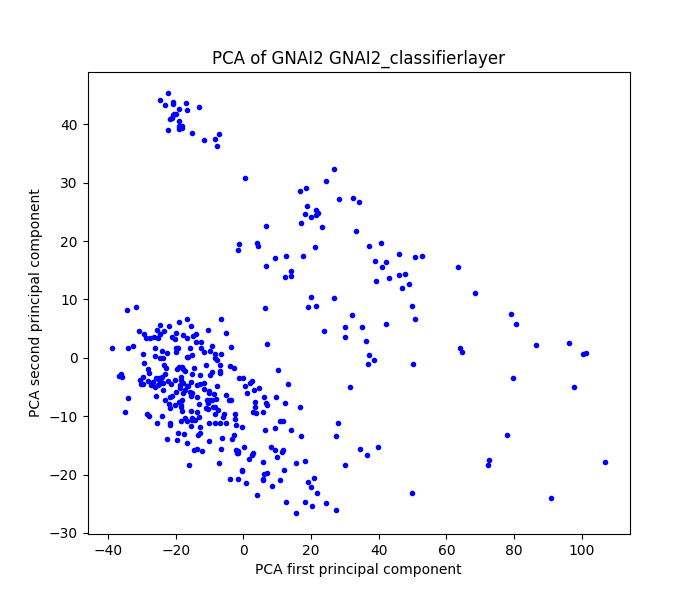 PCA of GNAI2 GNAI2_classifierlayer
PCA second principal component
40
30
20
10
0
−10
−20
−30
−40 −20 0 20 40 60 80 100
PCA first principal component